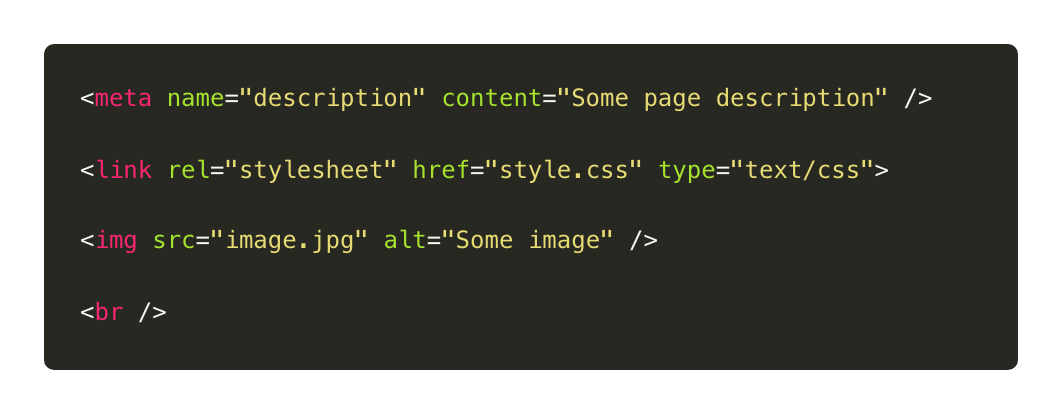 <meta name="description" content="Some page description" />
<link rel="stylesheet" href="style.css" type="text/css">
<img src="image.jpg" alt="Some image" />
<br />